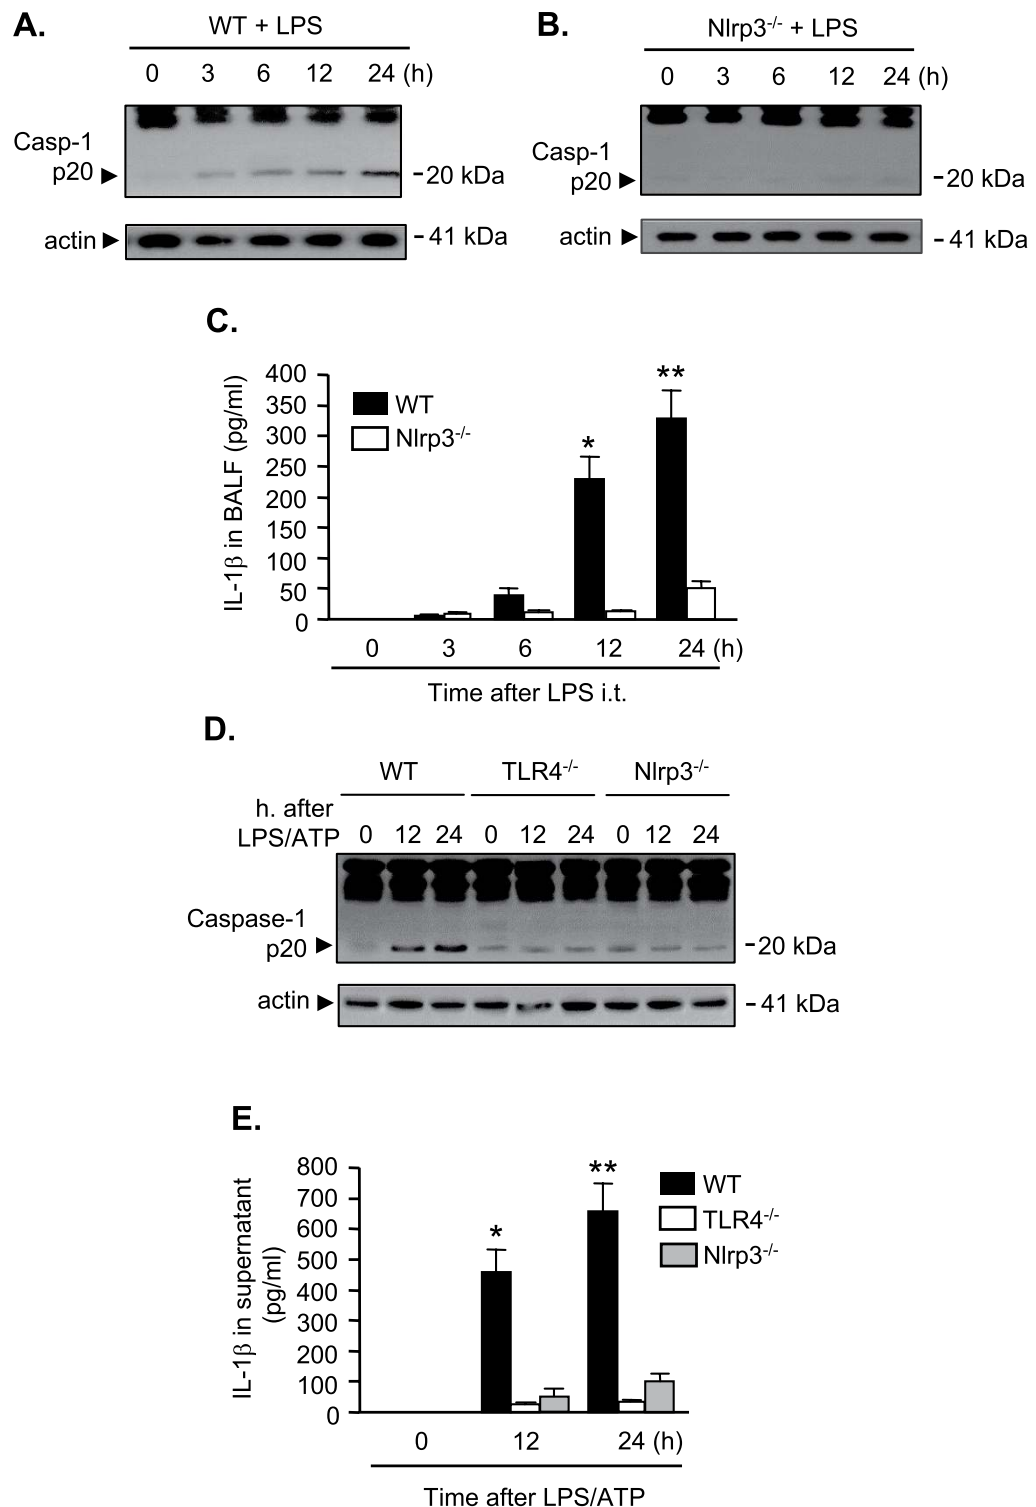 A.
WT + LPS
0 3 6 12 24 (h)
Casp-1
p20
-20 kDa
actin
-41 kDa
B.
Nlrp3-/- + LPS
0 3 6 12 24 (h)
Casp-1
p20
-20 kDa
actin
-41 kDa
C.
IL-1β in BALF (pg/ml)
400
350
300
250
200
150
100
50
0
WT
Nlrp3-/-
*
**
0 3 6 12 24 (h)
Time after LPS i.t.
D.
WT TLR4-/- Nlrp3-/-
h. after
LPS/ATP 0 12 24 0 12 24 0 12 24
Caspase-1
p20
-20 kDa
actin
-41 kDa
E.
IL-1β in supernatant
(pg/ml)
800
700
600
500
400
300
200
100
0
*
**
WT
TLR4-/-
Nlrp3-/-
0 12 24 (h)
Time after LPS/ATP